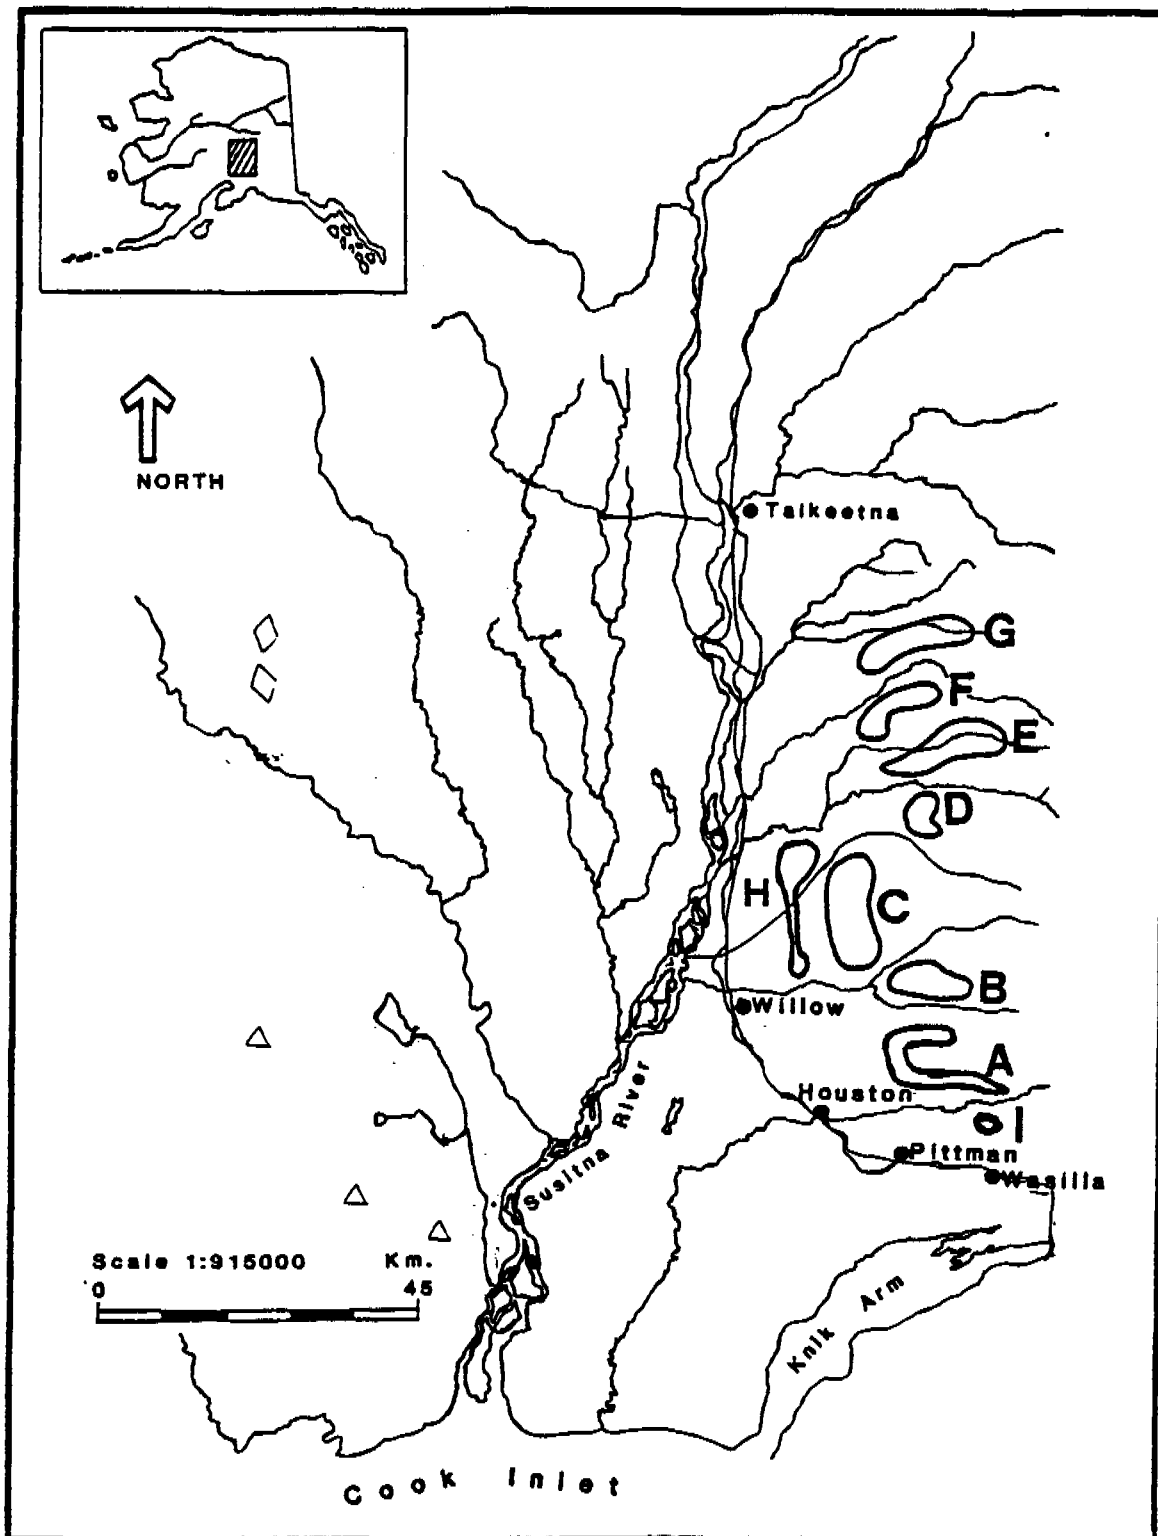 NORTH
Talkeetna
G
F
E
D
H
C
B
Willow
A
Houston
I
Pittman
Wasilla
Susitna River
Scale 1:915000 Km.
0 45
Knik Arm
Cook Inlet